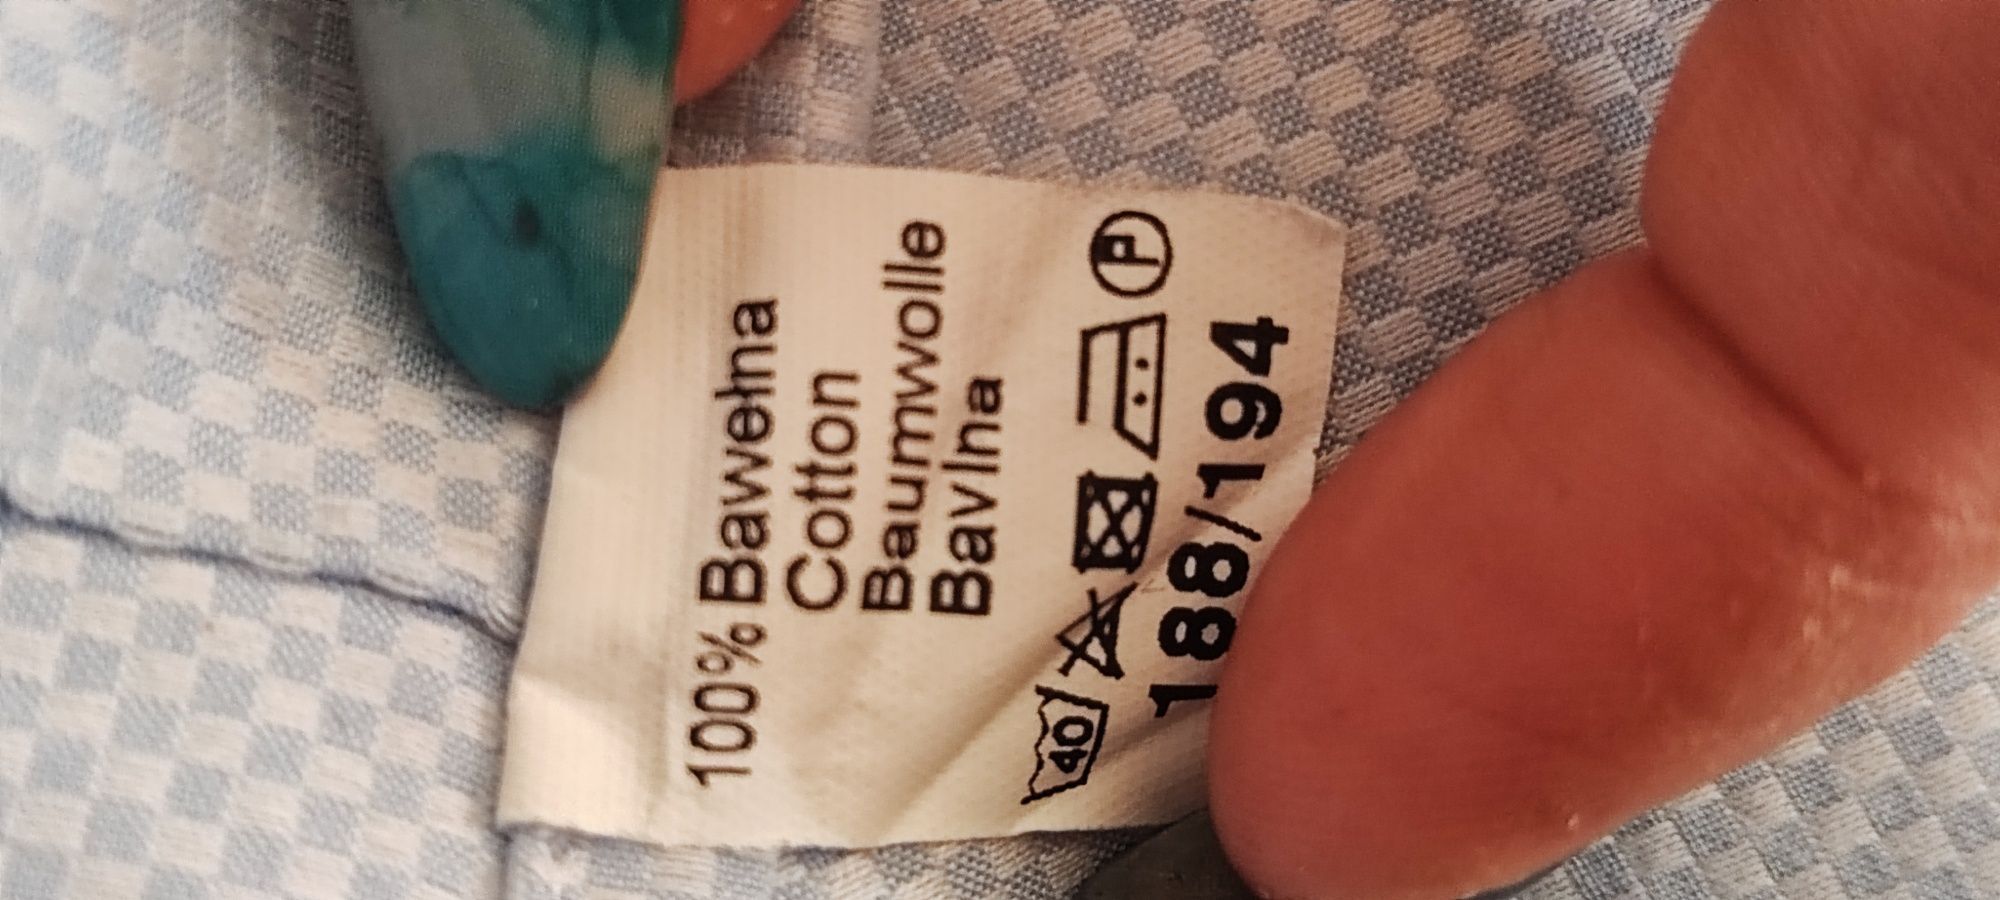 100% Bawełna
Cotton
Baumwolle
Bavlna
40 P
188/194